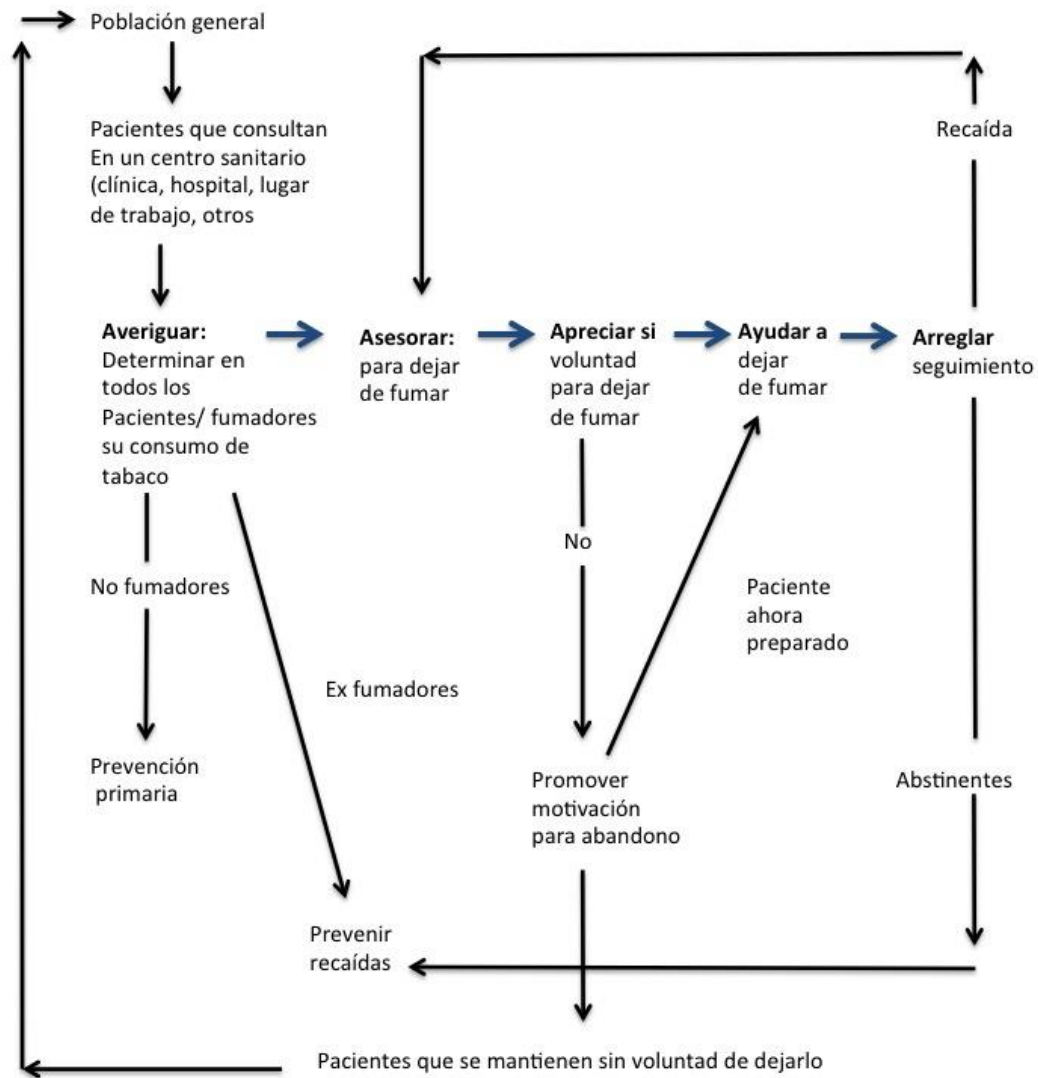 Población general
Pacientes que consultan
En un centro sanitario
(clínica, hospital, lugar
de trabajo, otros
Recaída
Averiguar:
Determinar en
todos los
Pacientes/ fumadores
su consumo de
tabaco
Asesorar:
para dejar
de fumar
Apreciar si
voluntad
para dejar
de fumar
Ayudar a
dejar
de fumar
Arreglar
seguimiento
No
No fumadores
Paciente
ahora
preparado
Ex fumadores
Prevención
primaria
Promover
motivación
para abandono
Abstinentes
Prevenir
recaídas
Pacientes que se mantienen sin voluntad de dejarlo